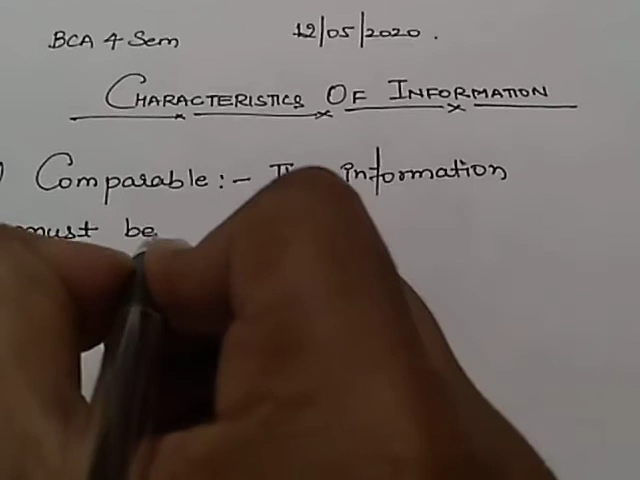 BCA 4 Sem 12/05/2020.
CHARACTERISTICS OF INFORMATION
) Comparable:- information
must be